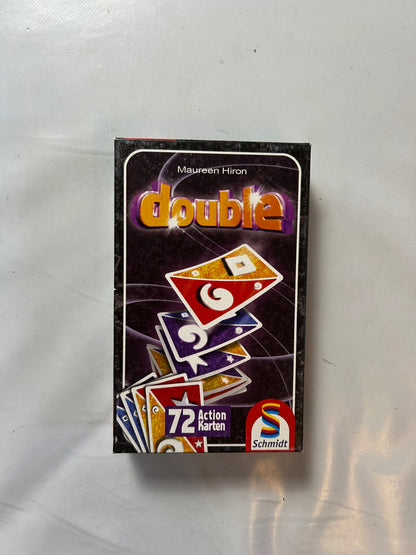 Maureen Hiron
double
72 Action
Karten
Schmidt